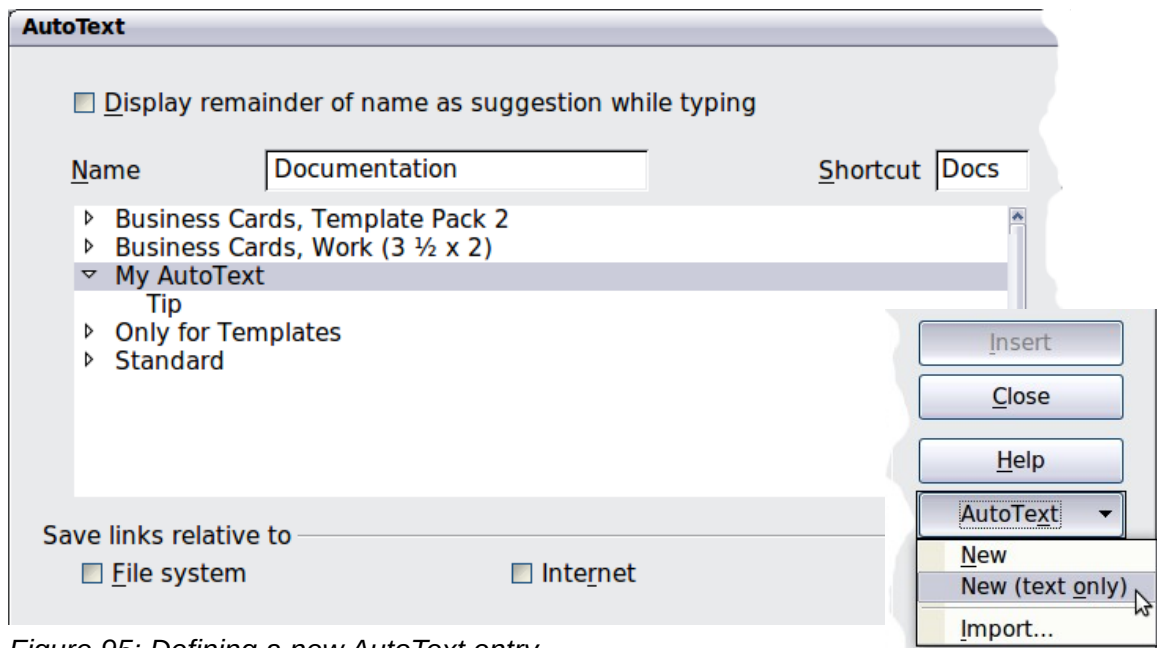 AutoText
Display remainder of name as suggestion while typing
Name Documentation Shortcut Docs
Business Cards, Template Pack 2
Business Cards, Work (3 ½ x 2)
My AutoText
Tip
Only for Templates
Standard
Insert
Close
Help
AutoText
New
New (text only)
Import...
Save links relative to
File system Internet
Figure 95: Defining a new AutoText entry